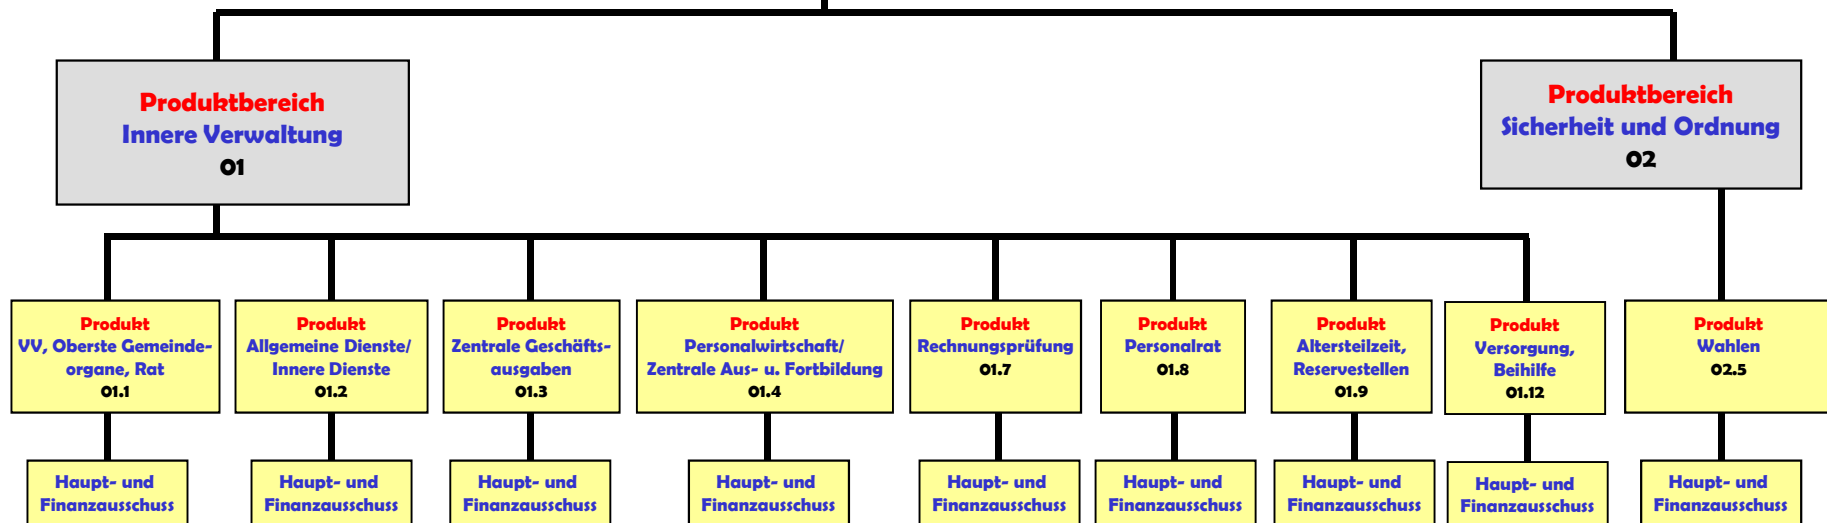 Produktbereich
Innere Verwaltung
01
Produktbereich
Sicherheit und Ordnung
02
Produkt
VV, Oberste Gemeinde-
organe, Rat
01.1
Produkt
Allgemeine Dienste/
Innere Dienste
01.2
Produkt
Zentrale Geschäfts-
ausgaben
01.3
Produkt
Personalwirtschaft/
Zentrale Aus- u. Fortbildung
01.4
Produkt
Rechnungsprüfung
01.7
Produkt
Personalrat
01.8
Produkt
Altersteilzeit,
Reservestellen
01.9
Produkt
Versorgung,
Beihilfe
01.12
Produkt
Wahlen
02.5
Haupt- und
Finanzausschuss
Haupt- und
Finanzausschuss
Haupt- und
Finanzausschuss
Haupt- und
Finanzausschuss
Haupt- und
Finanzausschuss
Haupt- und
Finanzausschuss
Haupt- und
Finanzausschuss
Haupt- und
Finanzausschuss
Haupt- und
Finanzausschuss